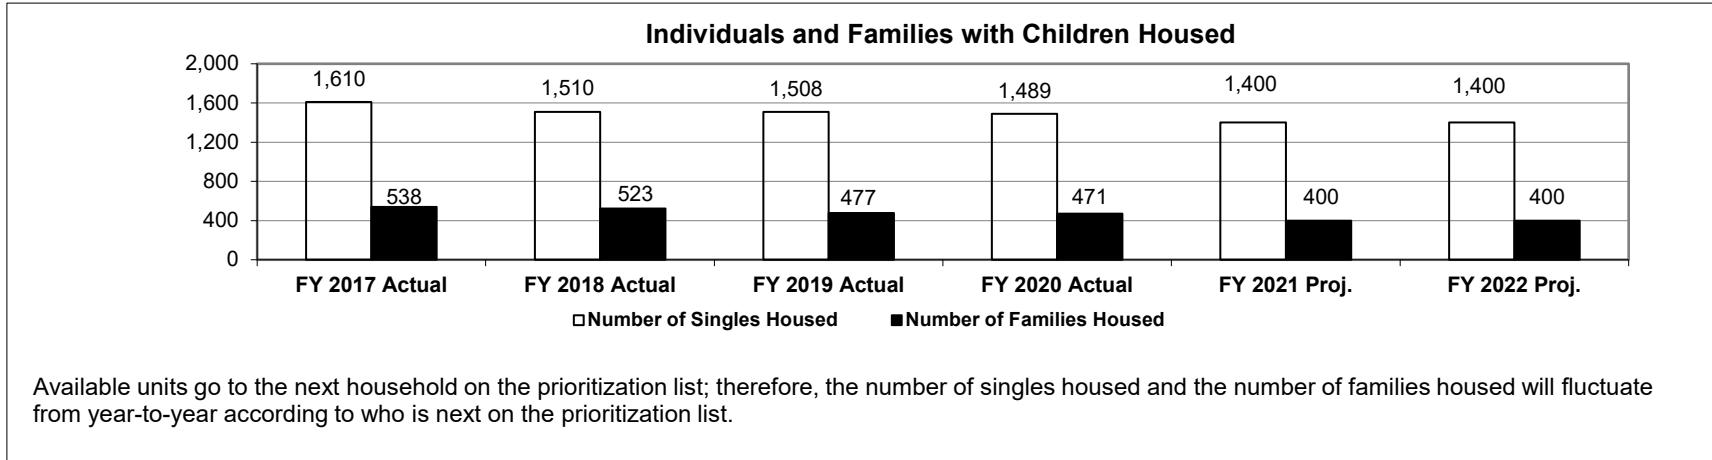 Individuals and Families with Children Housed
2,000
1,600
1,200
800
400
0
1,610
1,510
1,508
1,489
1,400
1,400
538
523
477
471
400
400
FY 2017 Actual
FY 2018 Actual
FY 2019 Actual
FY 2020 Actual
FY 2021 Proj.
FY 2022 Proj.
Number of Singles Housed
Number of Families Housed
Available units go to the next household on the prioritization list; therefore, the number of singles housed and the number of families housed will fluctuate
from year-to-year according to who is next on the prioritization list.